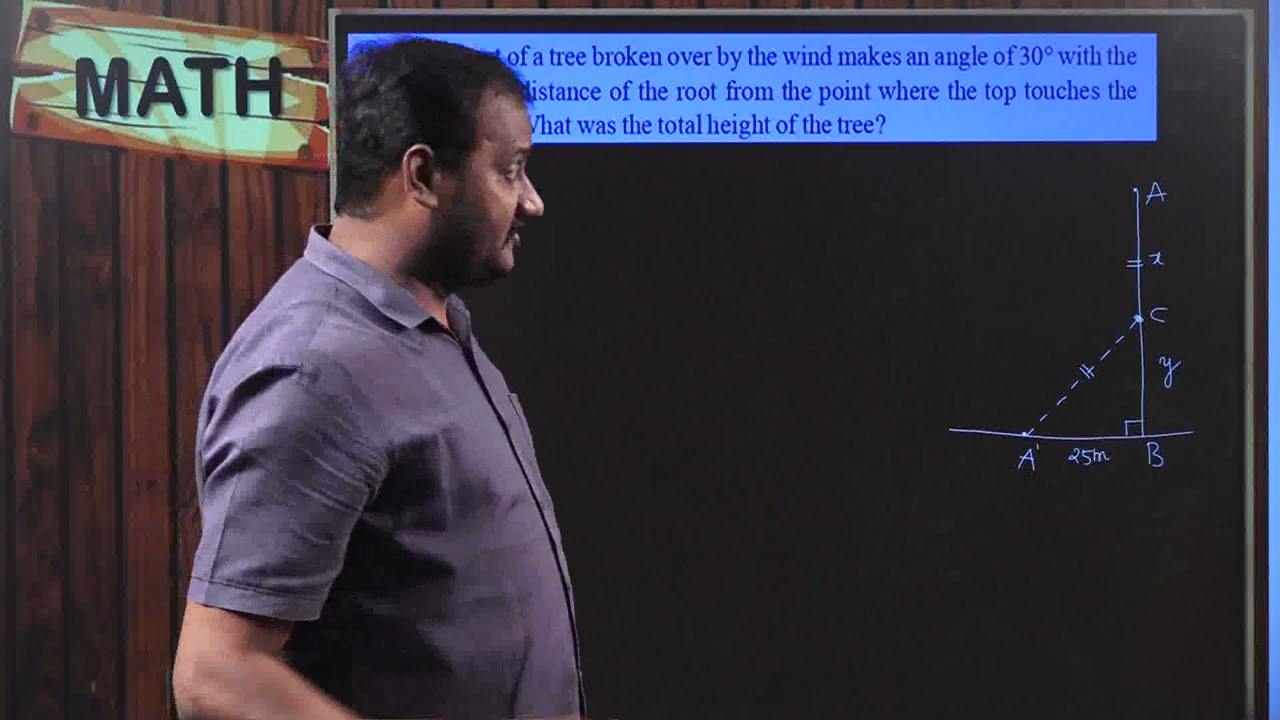 MATH
of a tree broken over by the wind makes an angle of 30° with the
distance of the root from the point where the top touches the
What was the total height of the tree?
A
x
C
y
A' 25m B